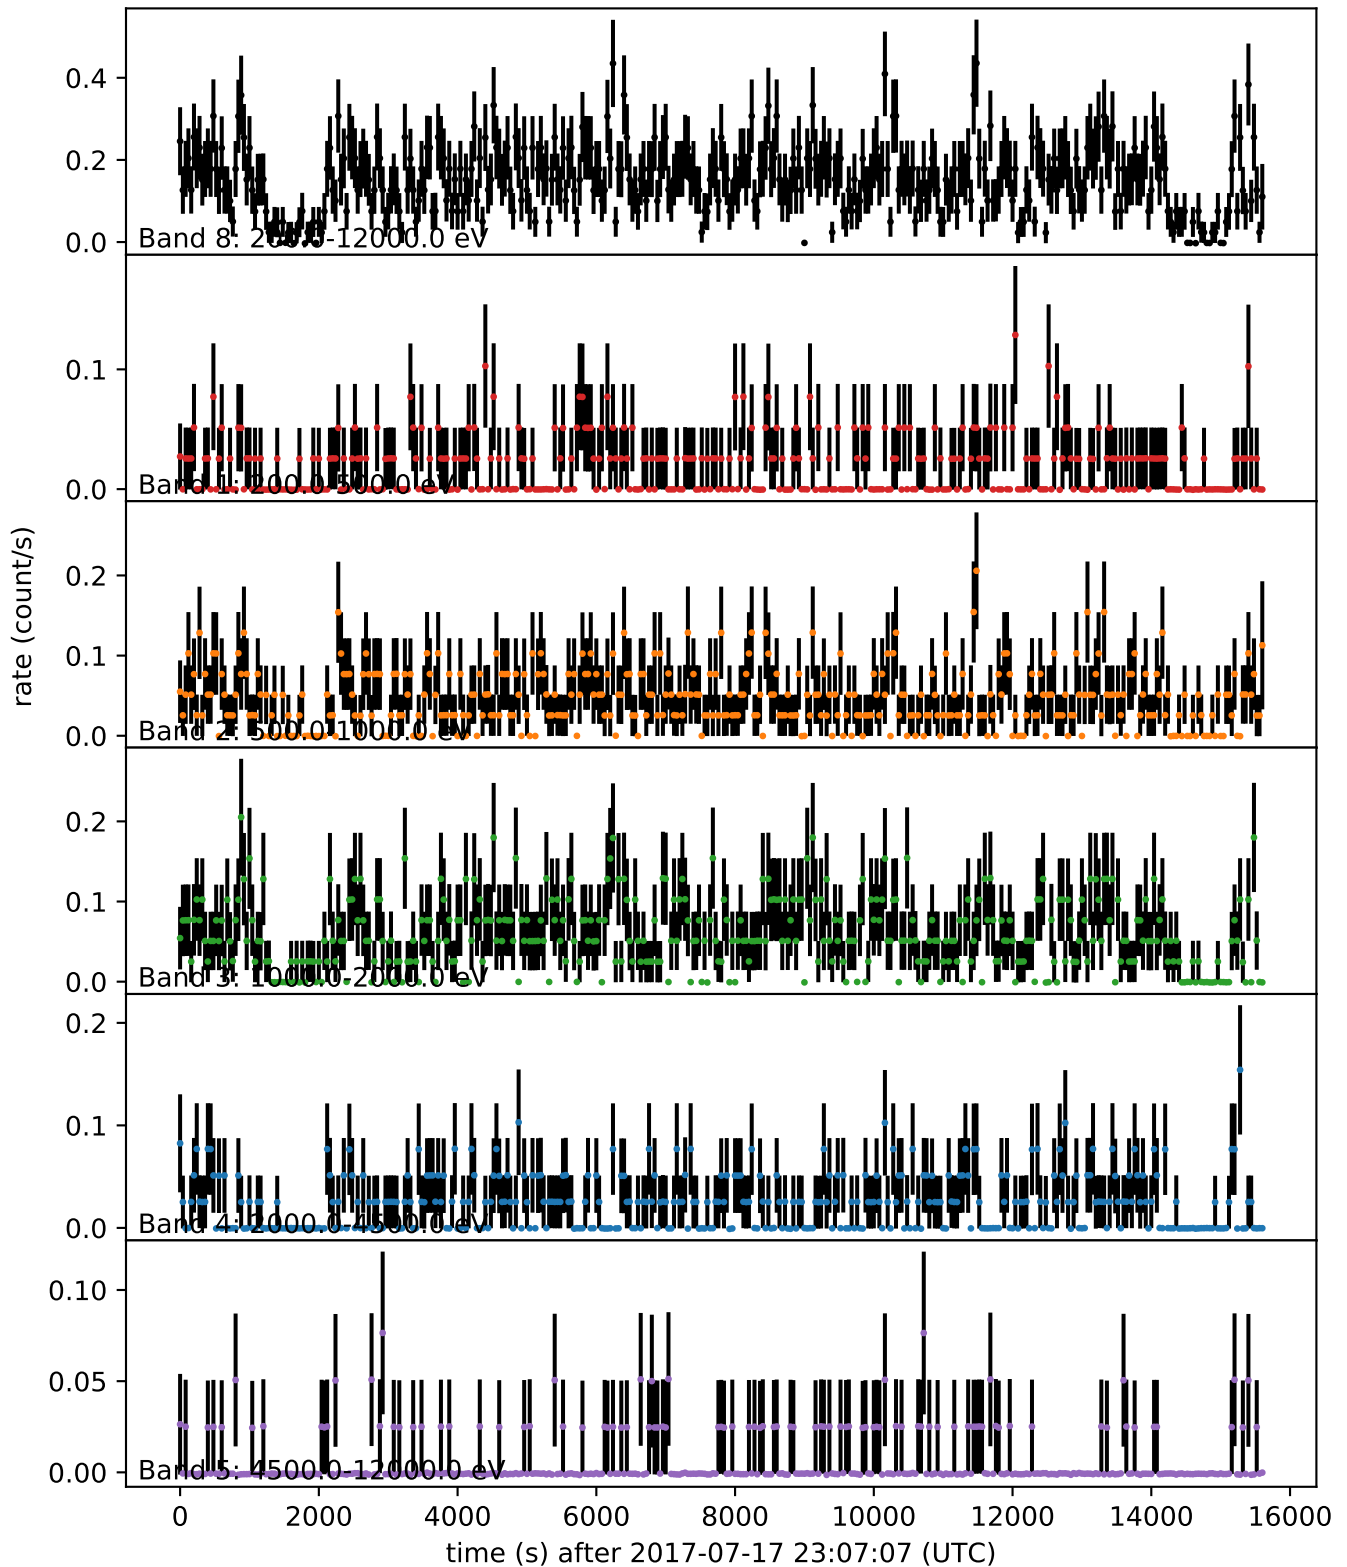 0.4
0.2
0.0
Band 8: 200.0-12000.0 eV
0.1
0.0
Band 1: 200.0-500.0 eV
0.2
0.1
0.0
Band 2: 500.0-1000.0 eV
rate (count/s)
0.2
0.1
0.0
Band 3: 1000.0-2000.0 eV
0.2
0.1
0.0
Band 4: 2000.0-4500.0 eV
0.10
0.05
0.00
Band 5: 4500.0-12000.0 eV
0 2000 4000 6000 8000 10000 12000 14000 16000
time (s) after 2017-07-17 23:07:07 (UTC)